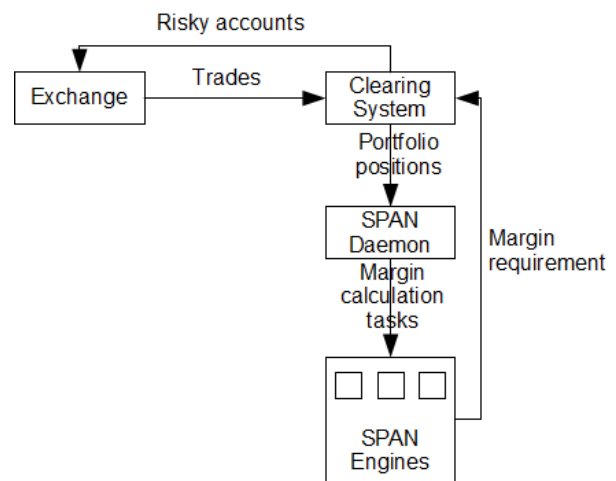 Risky accounts
Exchange
Trades
Clearing
System
Portfolio
positions
SPAN
Daemon
Margin
requirement
Margin
calculation
tasks
SPAN
Engines